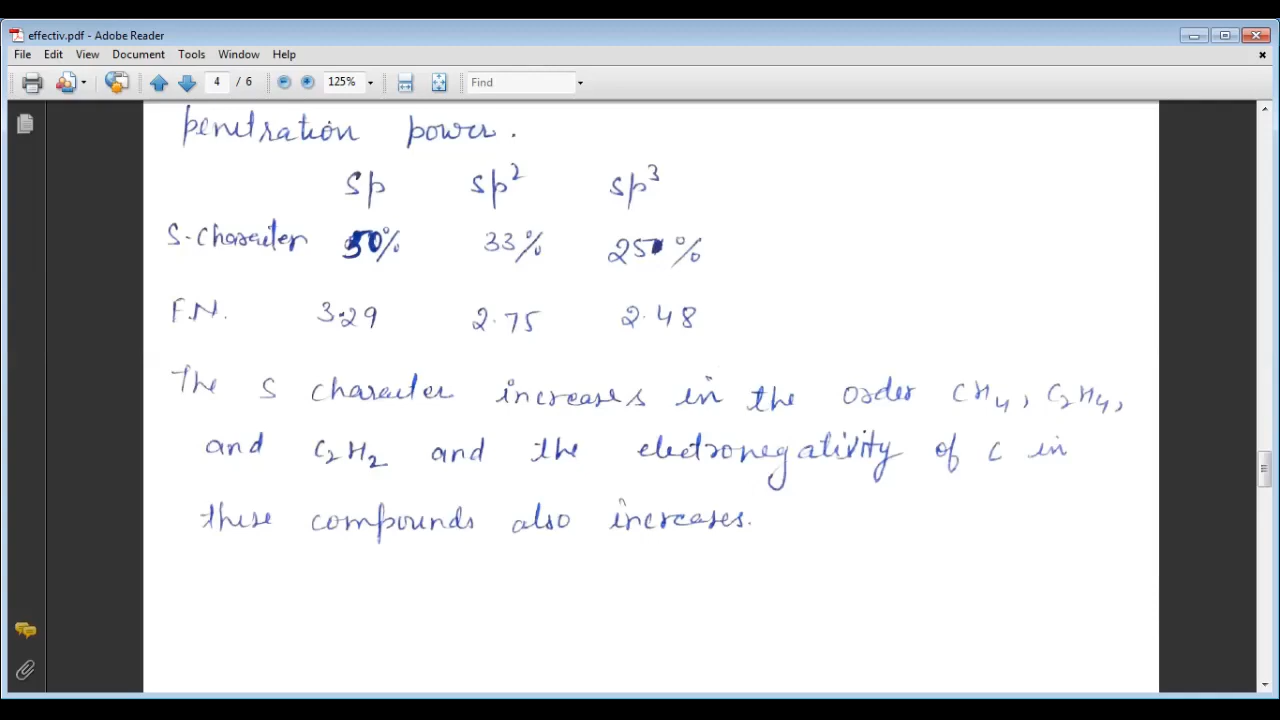 effectiv.pdf - Adobe Reader
File Edit View Document Tools Window Help
4 / 6 125% Find
penetration power.
sp sp² sp³
S-Character 50% 33% 25%
F.N. 3.29 2.75 2.48
The S character increases in the order CH₄, C₂H₄,
and C₂H₂ and the electronegativity of C in
these compounds also increases.